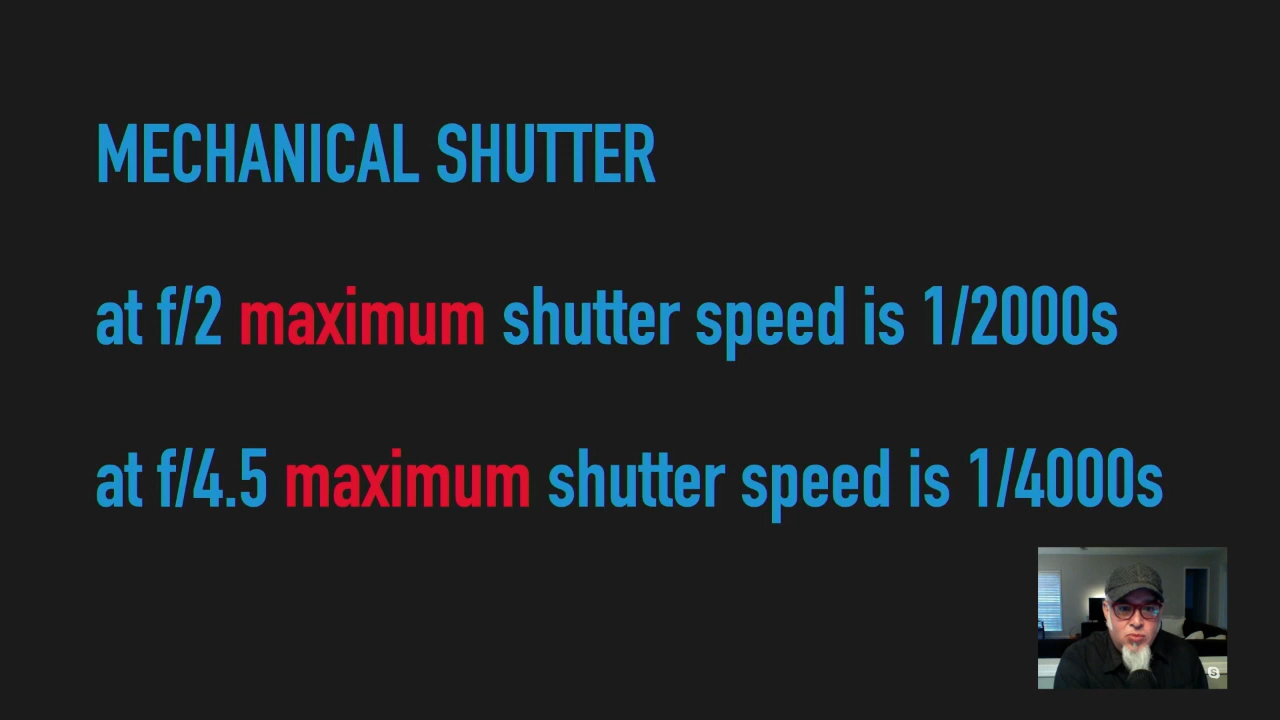 MECHANICAL SHUTTER
at f/2 maximum shutter speed is 1/2000s
at f/4.5 maximum shutter speed is 1/4000s